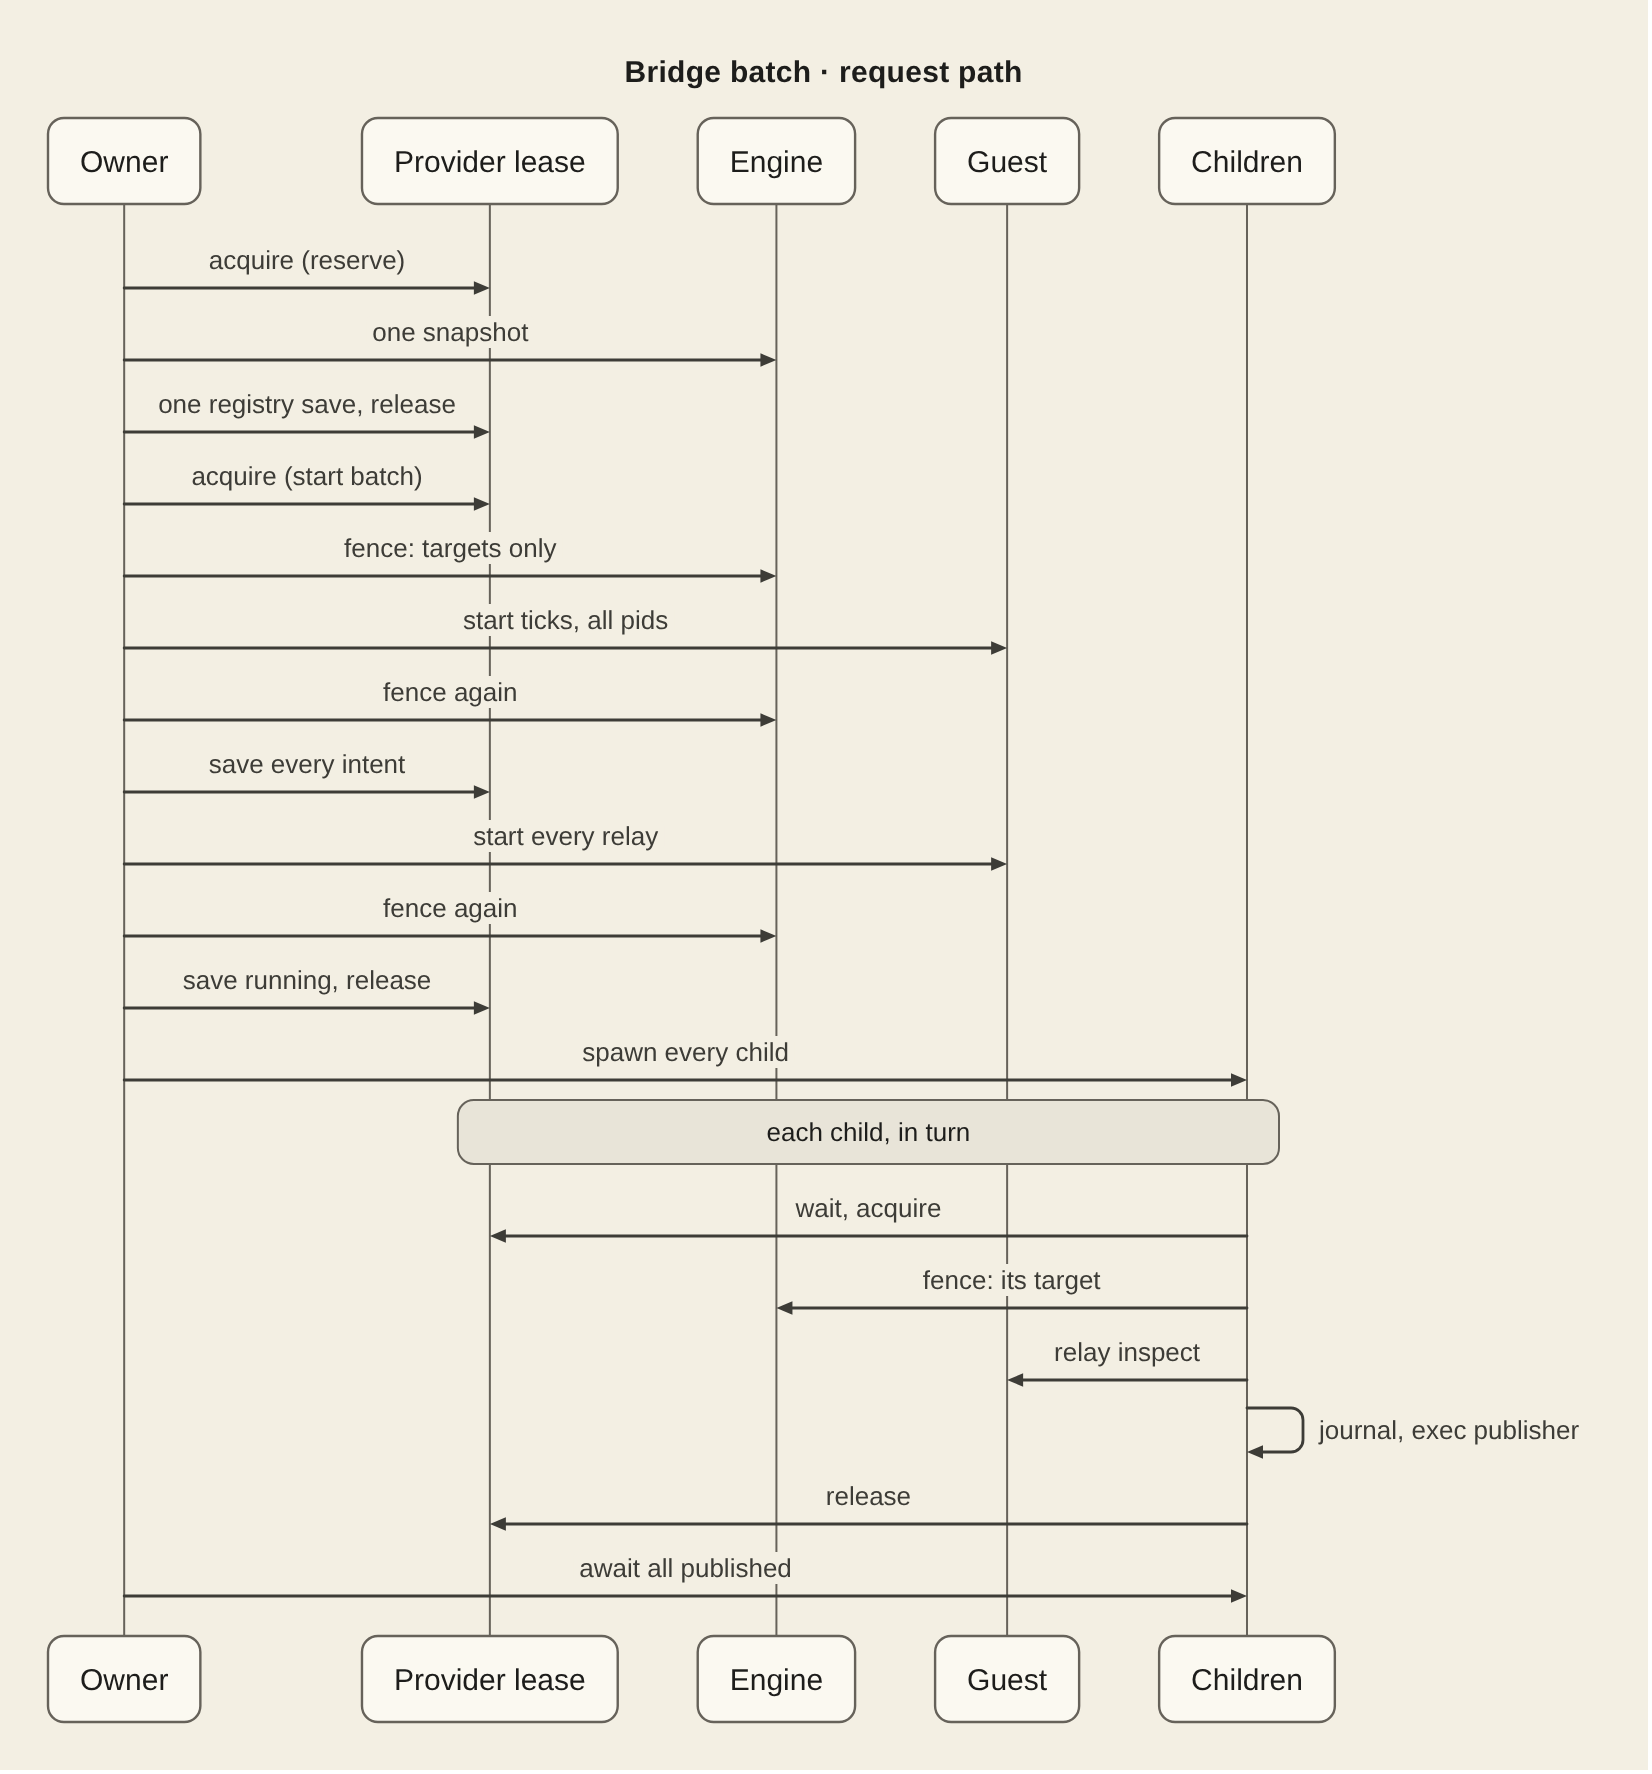 Bridge batch · request path
Owner
Provider lease
Engine
Guest
Children
acquire (reserve)
one snapshot
one registry save, release
acquire (start batch)
fence: targets only
start ticks, all pids
fence again
save every intent
start every relay
fence again
save running, release
spawn every child
each child, in turn
wait, acquire
fence: its target
relay inspect
journal, exec publisher
release
await all published
Owner
Provider lease
Engine
Guest
Children